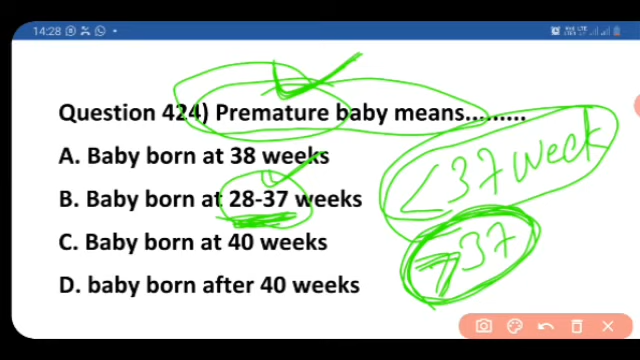 14:28
Question 424) Premature baby means.........
A. Baby born at 38 weeks
<37 week
B. Baby born at 28-37 weeks
C. Baby born at 40 weeks
>37
D. baby born after 40 weeks